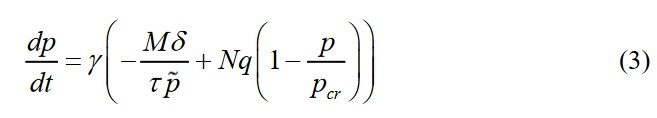 dp/dt = γ(−Mδ/(τp̃) + Nq(1 − p/p_cr)) (3)